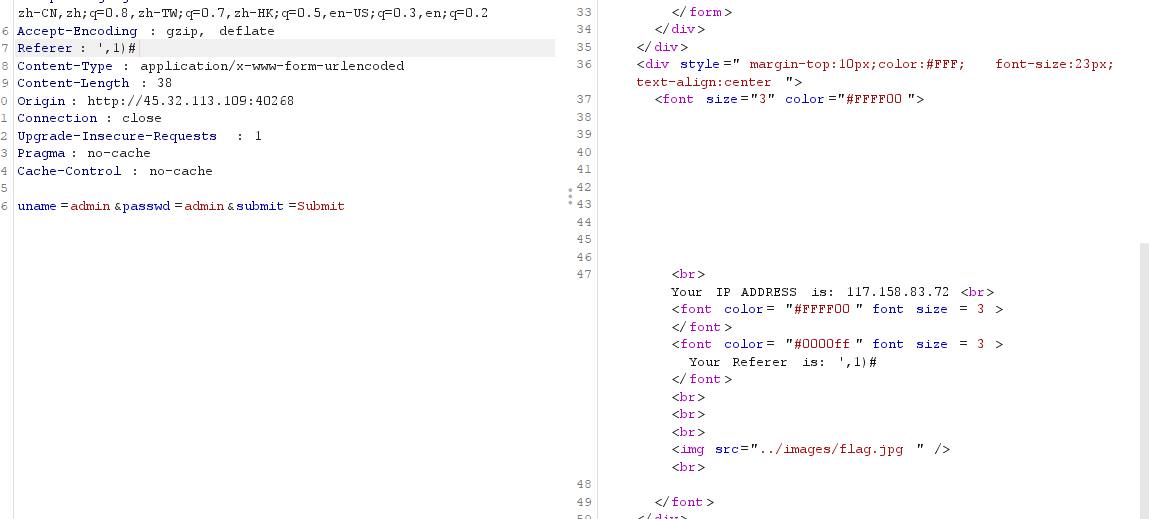 zh-CN,zh;q=0.8,zh-TW;q=0.7,zh-HK;q=0.5,en-US;q=0.3,en;q=0.2
6 Accept-Encoding : gzip, deflate
7 Referer : ',1)#
8 Content-Type : application/x-www-form-urlencoded
9 Content-Length : 38
0 Origin : http://45.32.113.109:40268
1 Connection : close
2 Upgrade-Insecure-Requests : 1
3 Pragma : no-cache
4 Cache-Control : no-cache
5
6 uname =admin &passwd =admin &submit =Submit
33 </form>
34 </div>
35 </div>
36 <div style=" margin-top:10px;color:#FFF; font-size:23px;
text-align:center ">
37 <font size="3" color="#FFFF00 ">
38
39
40
41
42
43
44
45
46
47 <br>
Your IP ADDRESS is: 117.158.83.72 <br>
<font color= "#FFFF00 " font size = 3 >
</font>
<font color= "#0000ff " font size = 3 >
Your Referer is: ',1)#
</font>
<br>
<br>
<br>
<img src="../images/flag.jpg " />
<br>
48
49 </font>
50 </div>